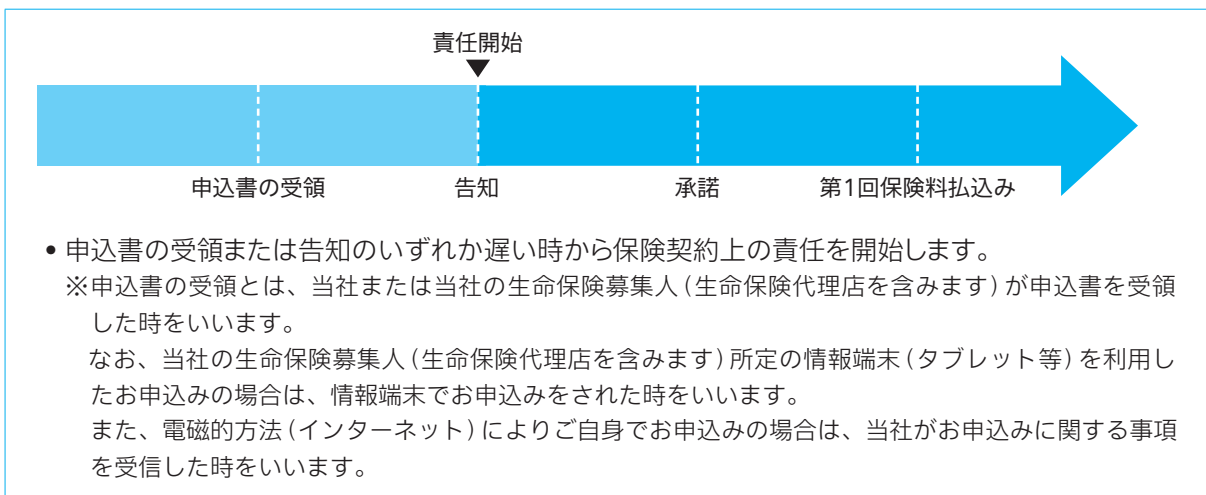 責任開始
▼
申込書の受領 告知 承諾 第1回保険料払込み
•申込書の受領または告知のいずれか遅い時から保険契約上の責任を開始します。
※申込書の受領とは、当社または当社の生命保険募集人(生命保険代理店を含みます)が申込書を受領
した時をいいます。
なお、当社の生命保険募集人(生命保険代理店を含みます)所定の情報端末(タブレット等)を利用し
たお申込みの場合は、情報端末でお申込みをされた時をいいます。
また、電磁的方法(インターネット)によりご自身でお申込みの場合は、当社がお申込みに関する事項
を受信した時をいいます。